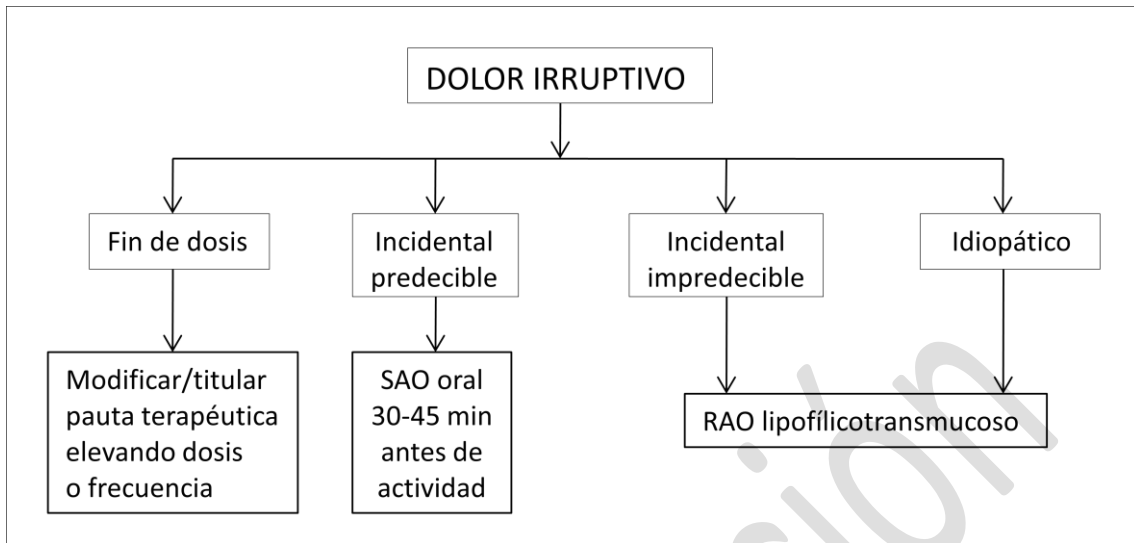 DOLOR IRRUPTIVO
Fin de dosis
Incidental
predecible
Incidental
impredecible
Idiopático
Modificar/titular
pauta terapéutica
elevando dosis
o frecuencia
SAO oral
30-45 min
antes de
actividad
RAO lipofílicotransmucoso